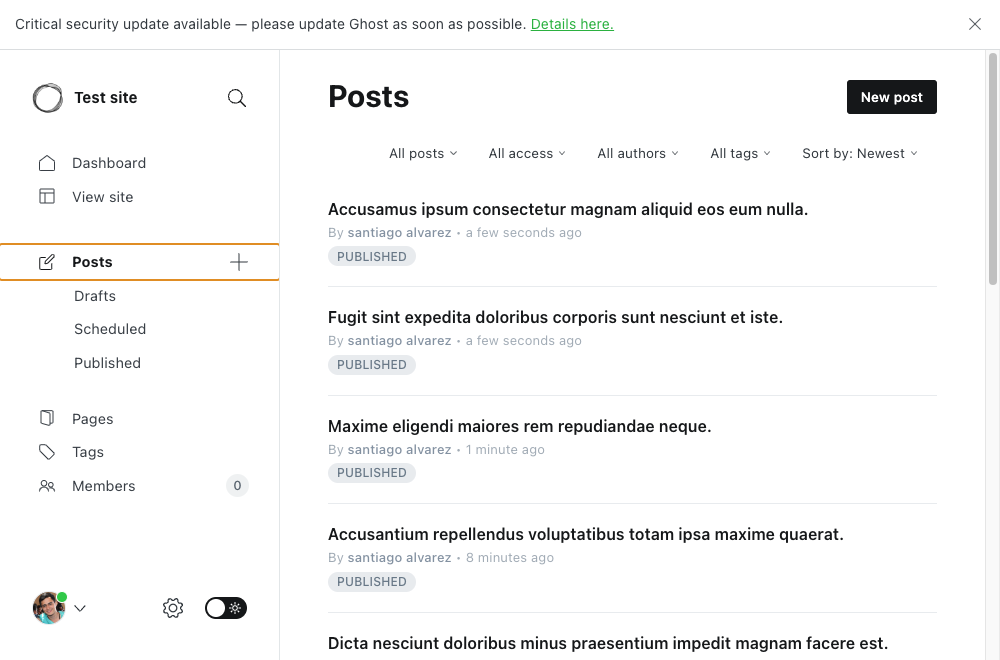 Critical security update available — please update Ghost as soon as possible. Details here.
Test site
Dashboard
View site
Posts
Drafts
Scheduled
Published
Pages
Tags
Members 0
Posts
New post
All posts All access All authors All tags Sort by: Newest
Accusamus ipsum consectetur magnam aliquid eos eum nulla.
By santiago alvarez • a few seconds ago
PUBLISHED
Fugit sint expedita doloribus corporis sunt nesciunt et iste.
By santiago alvarez • a few seconds ago
PUBLISHED
Maxime eligendi maiores rem repudiandae neque.
By santiago alvarez • 1 minute ago
PUBLISHED
Accusantium repellendus voluptatibus totam ipsa maxime quaerat.
By santiago alvarez • 8 minutes ago
PUBLISHED
Dicta nesciunt doloribus minus praesentium impedit magnam facere est.